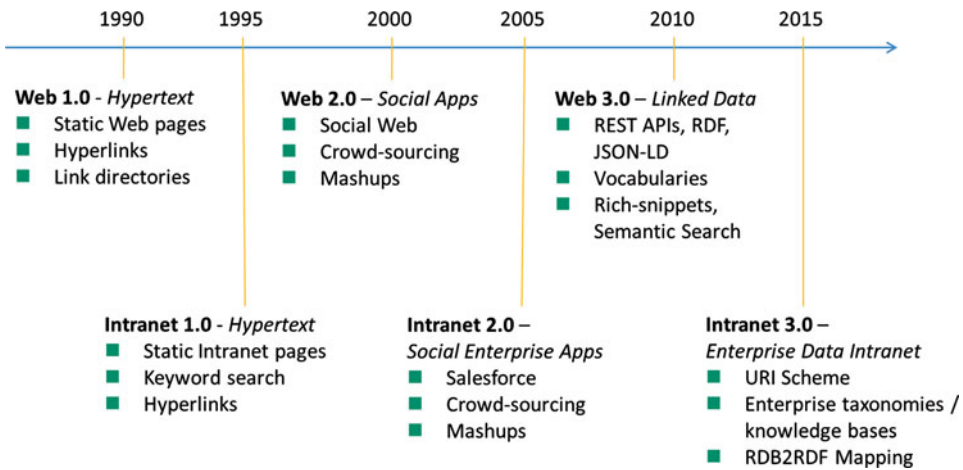 1990 1995 2000 2005 2010 2015
Web 1.0 - Hypertext
Static Web pages
Hyperlinks
Link directories
Web 2.0 – Social Apps
Social Web
Crowd-sourcing
Mashups
Web 3.0 – Linked Data
REST APIs, RDF,
JSON-LD
Vocabularies
Rich-snippets,
Semantic Search
Intranet 1.0 - Hypertext
Static Intranet pages
Keyword search
Hyperlinks
Intranet 2.0 –
Social Enterprise Apps
Salesforce
Crowd-sourcing
Mashups
Intranet 3.0 –
Enterprise Data Intranet
URI Scheme
Enterprise taxonomies /
knowledge bases
RDB2RDF Mapping